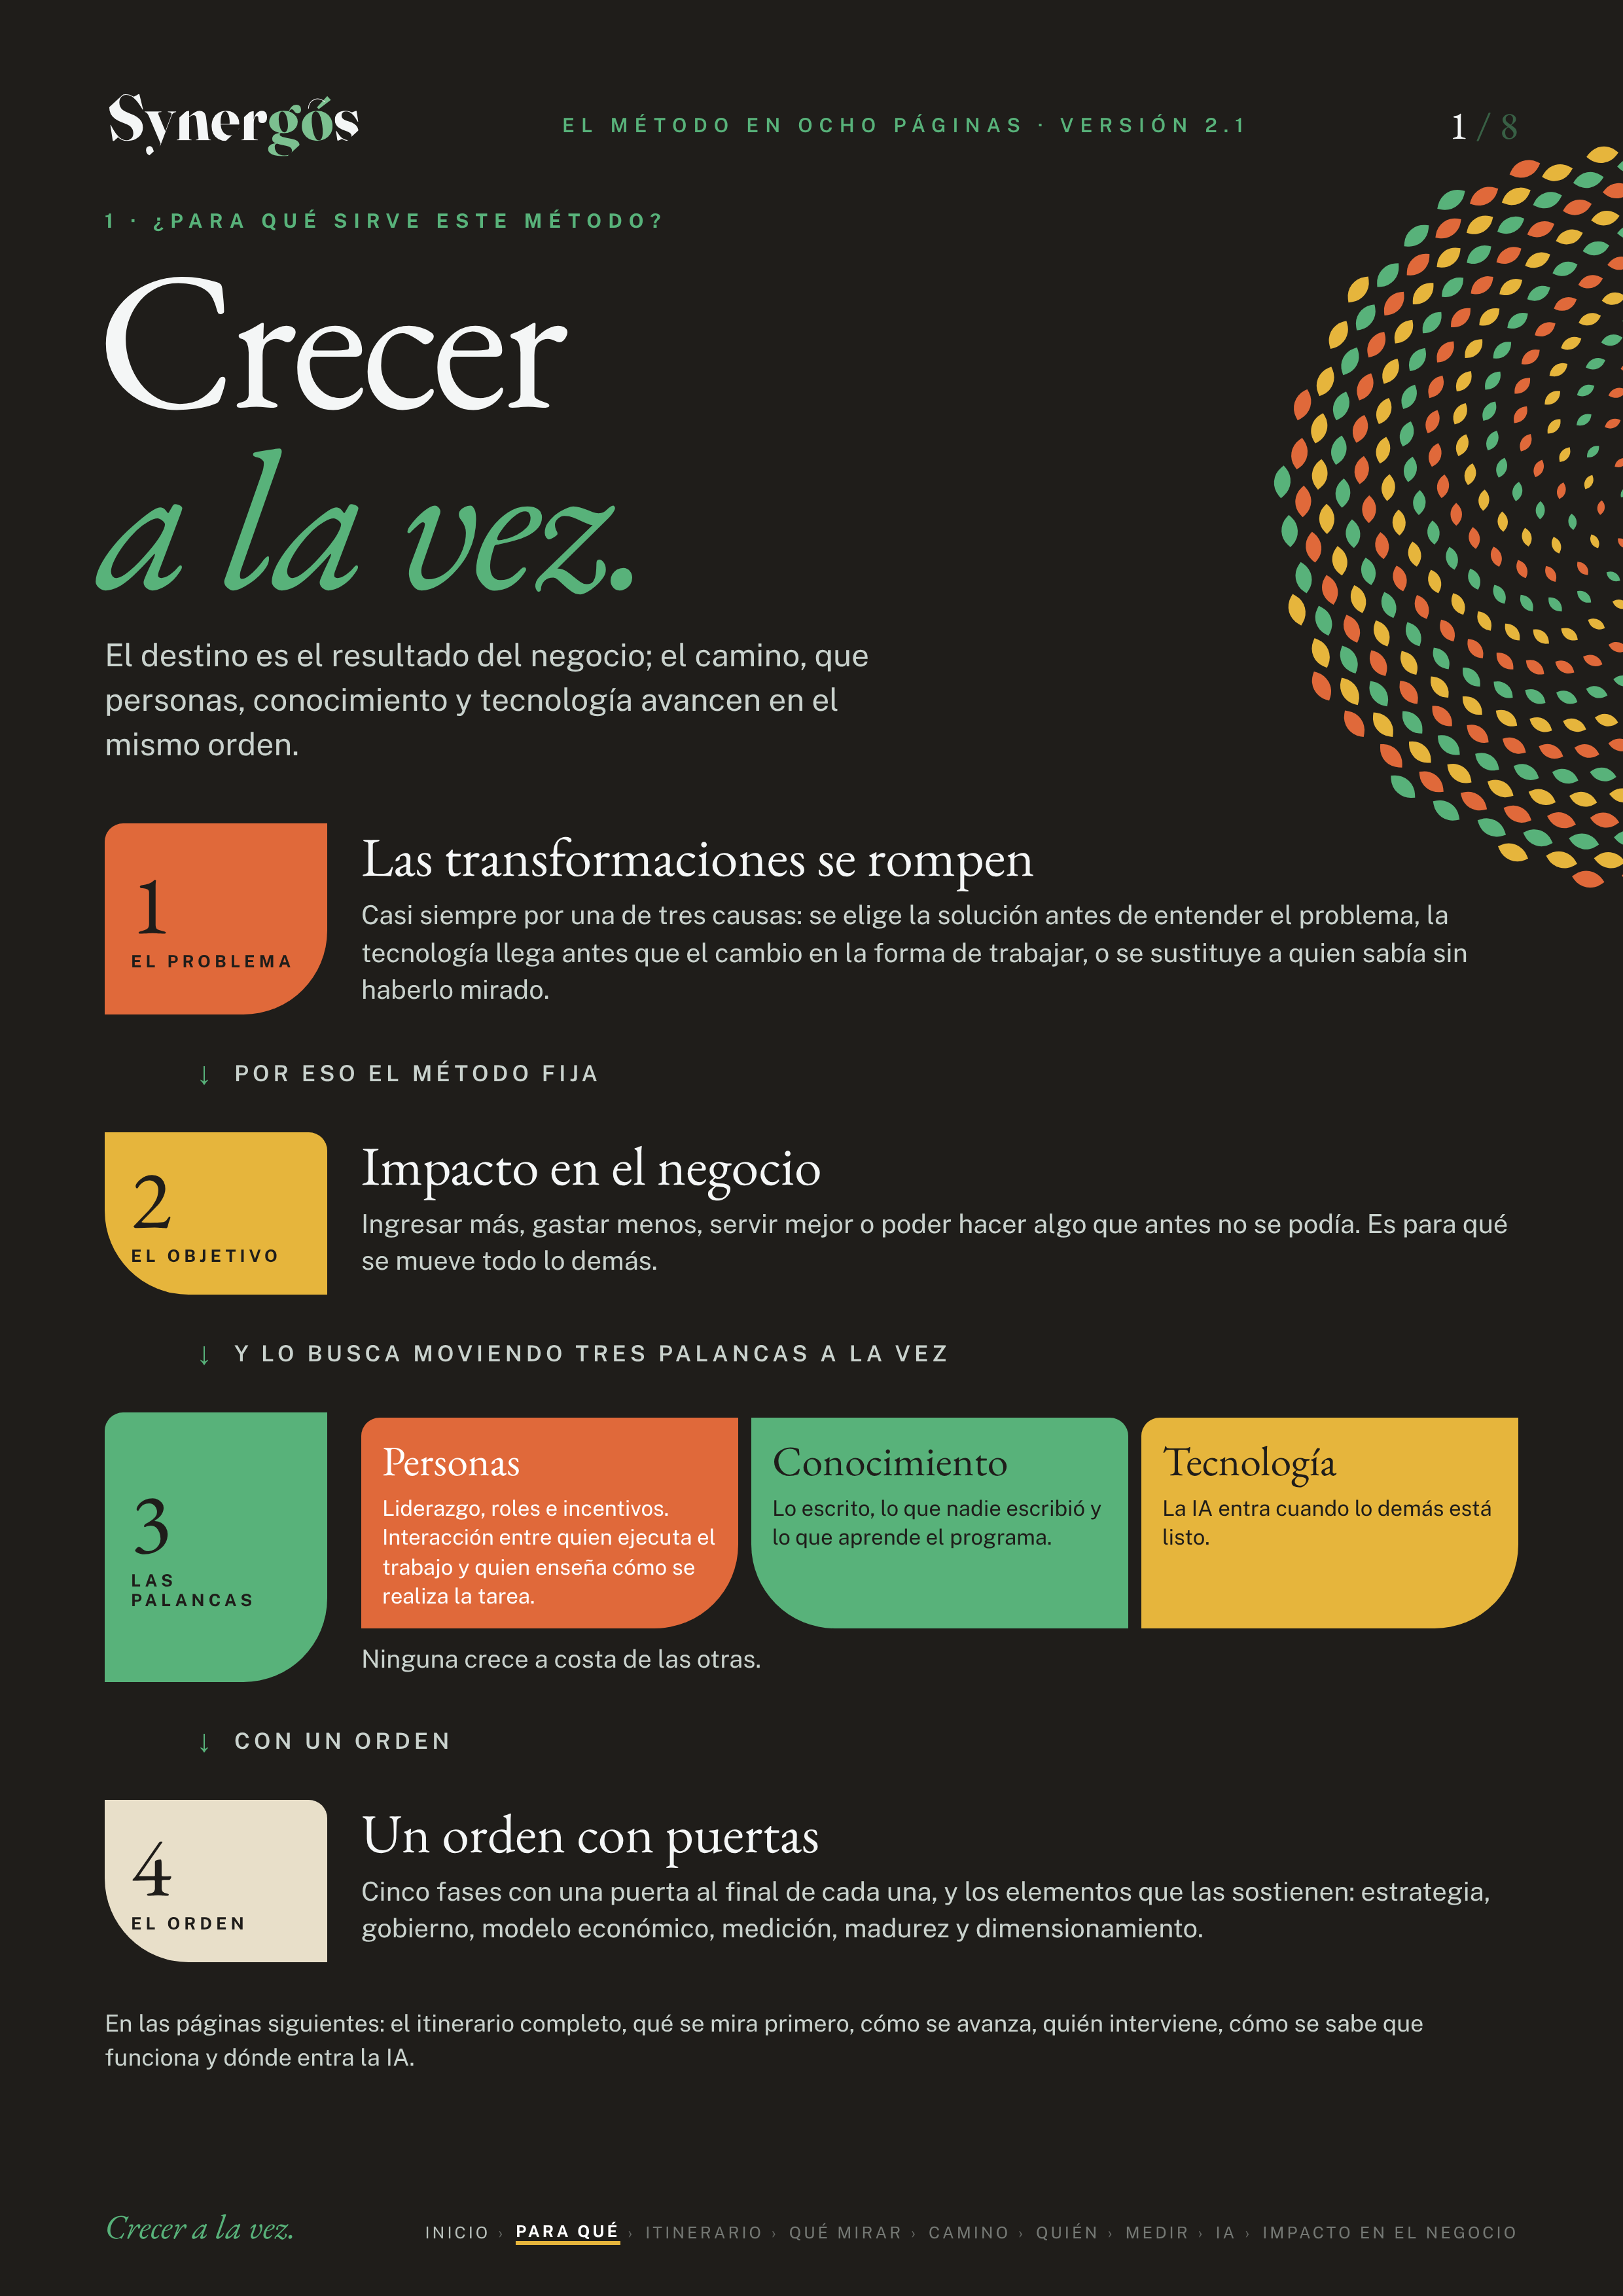 Synergós
EL MÉTODO EN OCHO PÁGINAS · VERSIÓN 2.1
1 / 8
1 · ¿PARA QUÉ SIRVE ESTE MÉTODO?
Crecer
a la vez.
El destino es el resultado del negocio; el camino, que
personas, conocimiento y tecnología avancen en el
mismo orden.
1
EL PROBLEMA
Las transformaciones se rompen
Casi siempre por una de tres causas: se elige la solución antes de entender el problema, la
tecnología llega antes que el cambio en la forma de trabajar, o se sustituye a quien sabía sin
haberlo mirado.
↓ POR ESO EL MÉTODO FIJA
2
EL OBJETIVO
Impacto en el negocio
Ingresar más, gastar menos, servir mejor o poder hacer algo que antes no se podía. Es para qué
se mueve todo lo demás.
↓ Y LO BUSCA MOVIENDO TRES PALANCAS A LA VEZ
3
LAS
PALANCAS
Personas
Liderazgo, roles e incentivos.
Interacción entre quien ejecuta el
trabajo y quien enseña cómo se
realiza la tarea.
Conocimiento
Lo escrito, lo que nadie escribió y
lo que aprende el programa.
Tecnología
La IA entra cuando lo demás está
listo.
Ninguna crece a costa de las otras.
↓ CON UN ORDEN
4
EL ORDEN
Un orden con puertas
Cinco fases con una puerta al final de cada una, y los elementos que las sostienen: estrategia,
gobierno, modelo económico, medición, madurez y dimensionamiento.
En las páginas siguientes: el itinerario completo, qué se mira primero, cómo se avanza, quién interviene, cómo se sabe que
funciona y dónde entra la IA.
Crecer a la vez.
INICIO › PARA QUÉ › ITINERARIO › QUÉ MIRAR › CAMINO › QUIÉN › MEDIR › IA › IMPACTO EN EL NEGOCIO